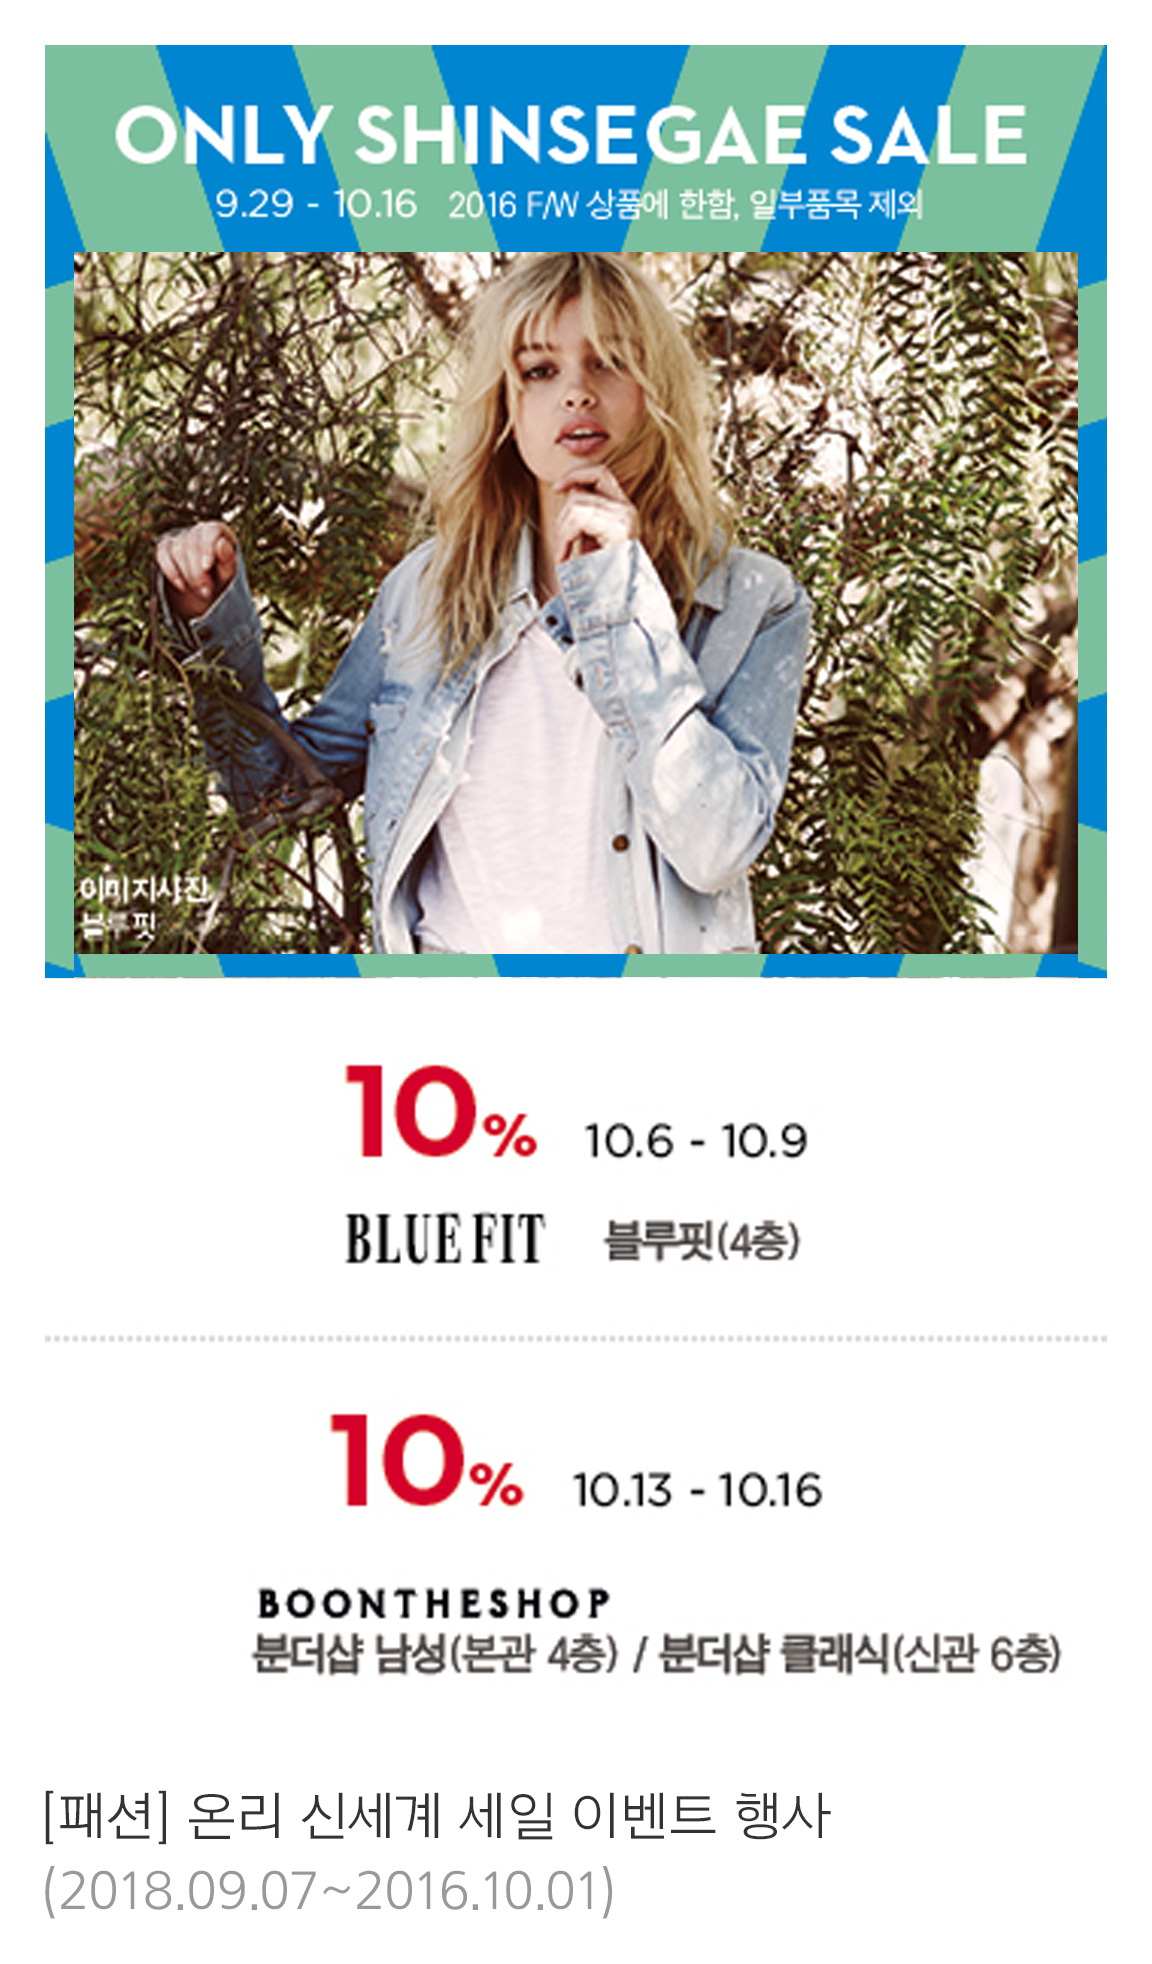 ONLY SHINSEGAE SALE
9.29 - 10.16 2016 F/W 상품에 한함, 일부품목 제외
이미지사진
블루핏
10% 10.6 - 10.9
BLUE FIT 블루핏(4층)
10% 10.13 - 10.16
BOONTHESHOP
분더샵 남성(본관 4층) / 분더샵 클래식(신관 6층)
[패션] 온리 신세계 세일 이벤트 행사
(2018.09.07~2016.10.01)